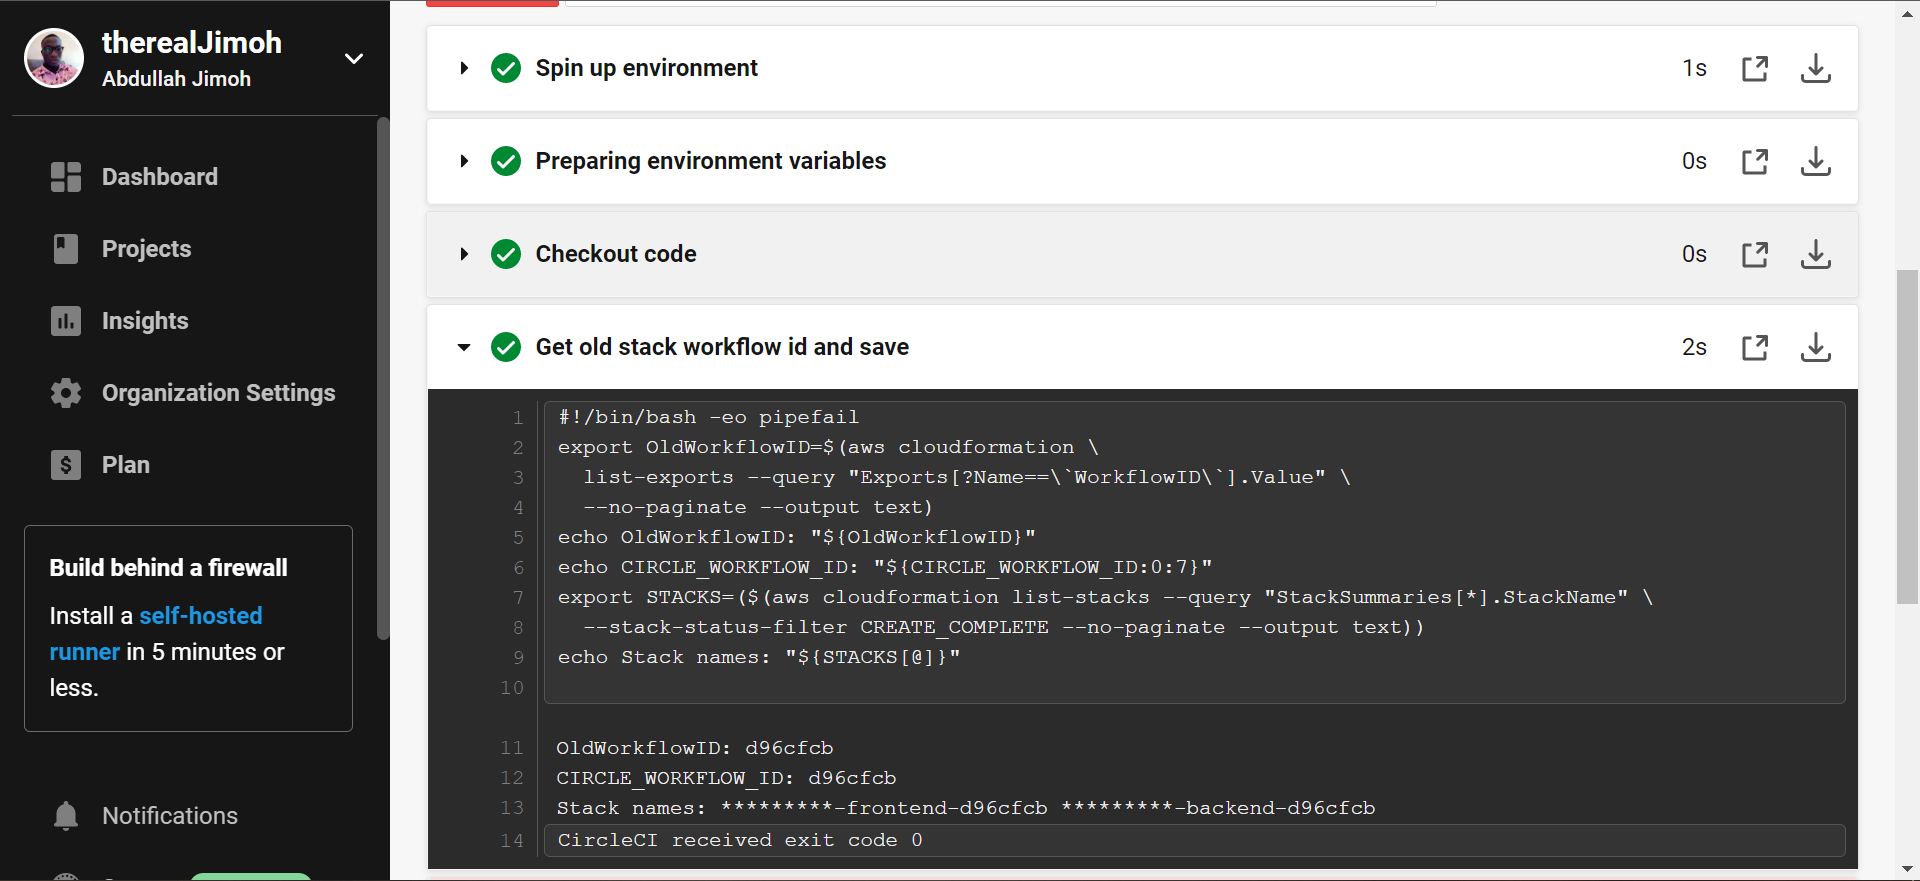 therealJimoh
Abdullah Jimoh
Dashboard
Projects
Insights
Organization Settings
Plan
Build behind a firewall
Install a self-hosted
runner in 5 minutes or
less.
Notifications
Spin up environment 1s
Preparing environment variables 0s
Checkout code 0s
Get old stack workflow id and save 2s
1 #!/bin/bash -eo pipefail
2 export OldWorkflowID=$(aws cloudformation \
3 list-exports --query "Exports[?Name==\`WorkflowID\`].Value" \
4 --no-paginate --output text)
5 echo OldWorkflowID: "${OldWorkflowID}"
6 echo CIRCLE_WORKFLOW_ID: "${CIRCLE_WORKFLOW_ID:0:7}"
7 export STACKS=($(aws cloudformation list-stacks --query "StackSummaries[*].StackName" \
8 --stack-status-filter CREATE_COMPLETE --no-paginate --output text))
9 echo Stack names: "${STACKS[@]}"
10
11 OldWorkflowID: d96cfcb
12 CIRCLE_WORKFLOW_ID: d96cfcb
13 Stack names: *********-frontend-d96cfcb *********-backend-d96cfcb
14 CircleCI received exit code 0